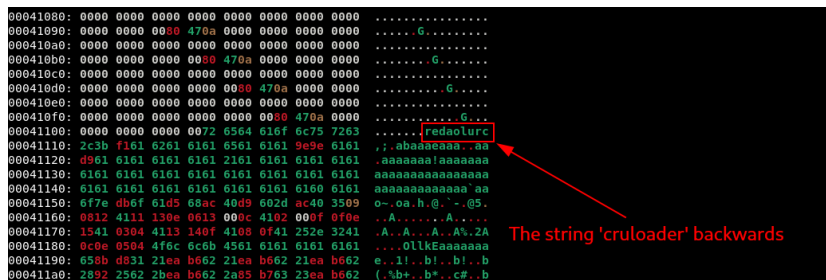 00041080: 0000 0000 0000 0000 0000 0000 0000 0000  ................
00041090: 0000 0000 0080 470a 0000 0000 0000 0000  ......G.........
000410a0: 0000 0000 0000 0000 0000 0000 0000 0000  ................
000410b0: 0000 0000 0000 0080 470a 0000 0000 0000  ........G.......
000410c0: 0000 0000 0000 0000 0000 0000 0000 0000  ................
000410d0: 0000 0000 0000 0000 0080 470a 0000 0000  ..........G.....
000410e0: 0000 0000 0000 0000 0000 0000 0000 0000  ................
000410f0: 0000 0000 0000 0000 0000 0080 470a 0000  ............G...
00041100: 0000 0000 0000 0072 6564 616f 6c75 7263  .......redaolurc
00041110: 2c3b f161 6261 6161 6561 6161 9e9e 6161  ,;.abaaaeaaa..aa
00041120: d961 6161 6161 6161 2161 6161 6161 6161  .aaaaaaa!aaaaaaa
00041130: 6161 6161 6161 6161 6161 6161 6161 6161  aaaaaaaaaaaaaaaa
00041140: 6161 6161 6161 6161 6161 6161 6160 6161  aaaaaaaaaaaaa`aa
00041150: 6f7e db6f 61d5 68ac 40d9 602d ac40 3509  o~.oa.h.@.`-.@5.
00041160: 0812 4111 130e 0613 000c 4102 000f 0f0e  ..A.......A.....
00041170: 1541 0304 4113 140f 4108 0f41 252e 3241  .A..A...A..A%.2A
00041180: 0c0e 0504 4f6c 6c6b 4561 6161 6161 6161  ....OllkEaaaaaaa
00041190: 658b d831 21ea b662 21ea b662 21ea b662  e..1!..b!..b!..b
000411a0: 2892 2562 2bea b662 2a85 b763 23ea b662  (.%b+..b*..c#..b
The string 'cruloader' backwards